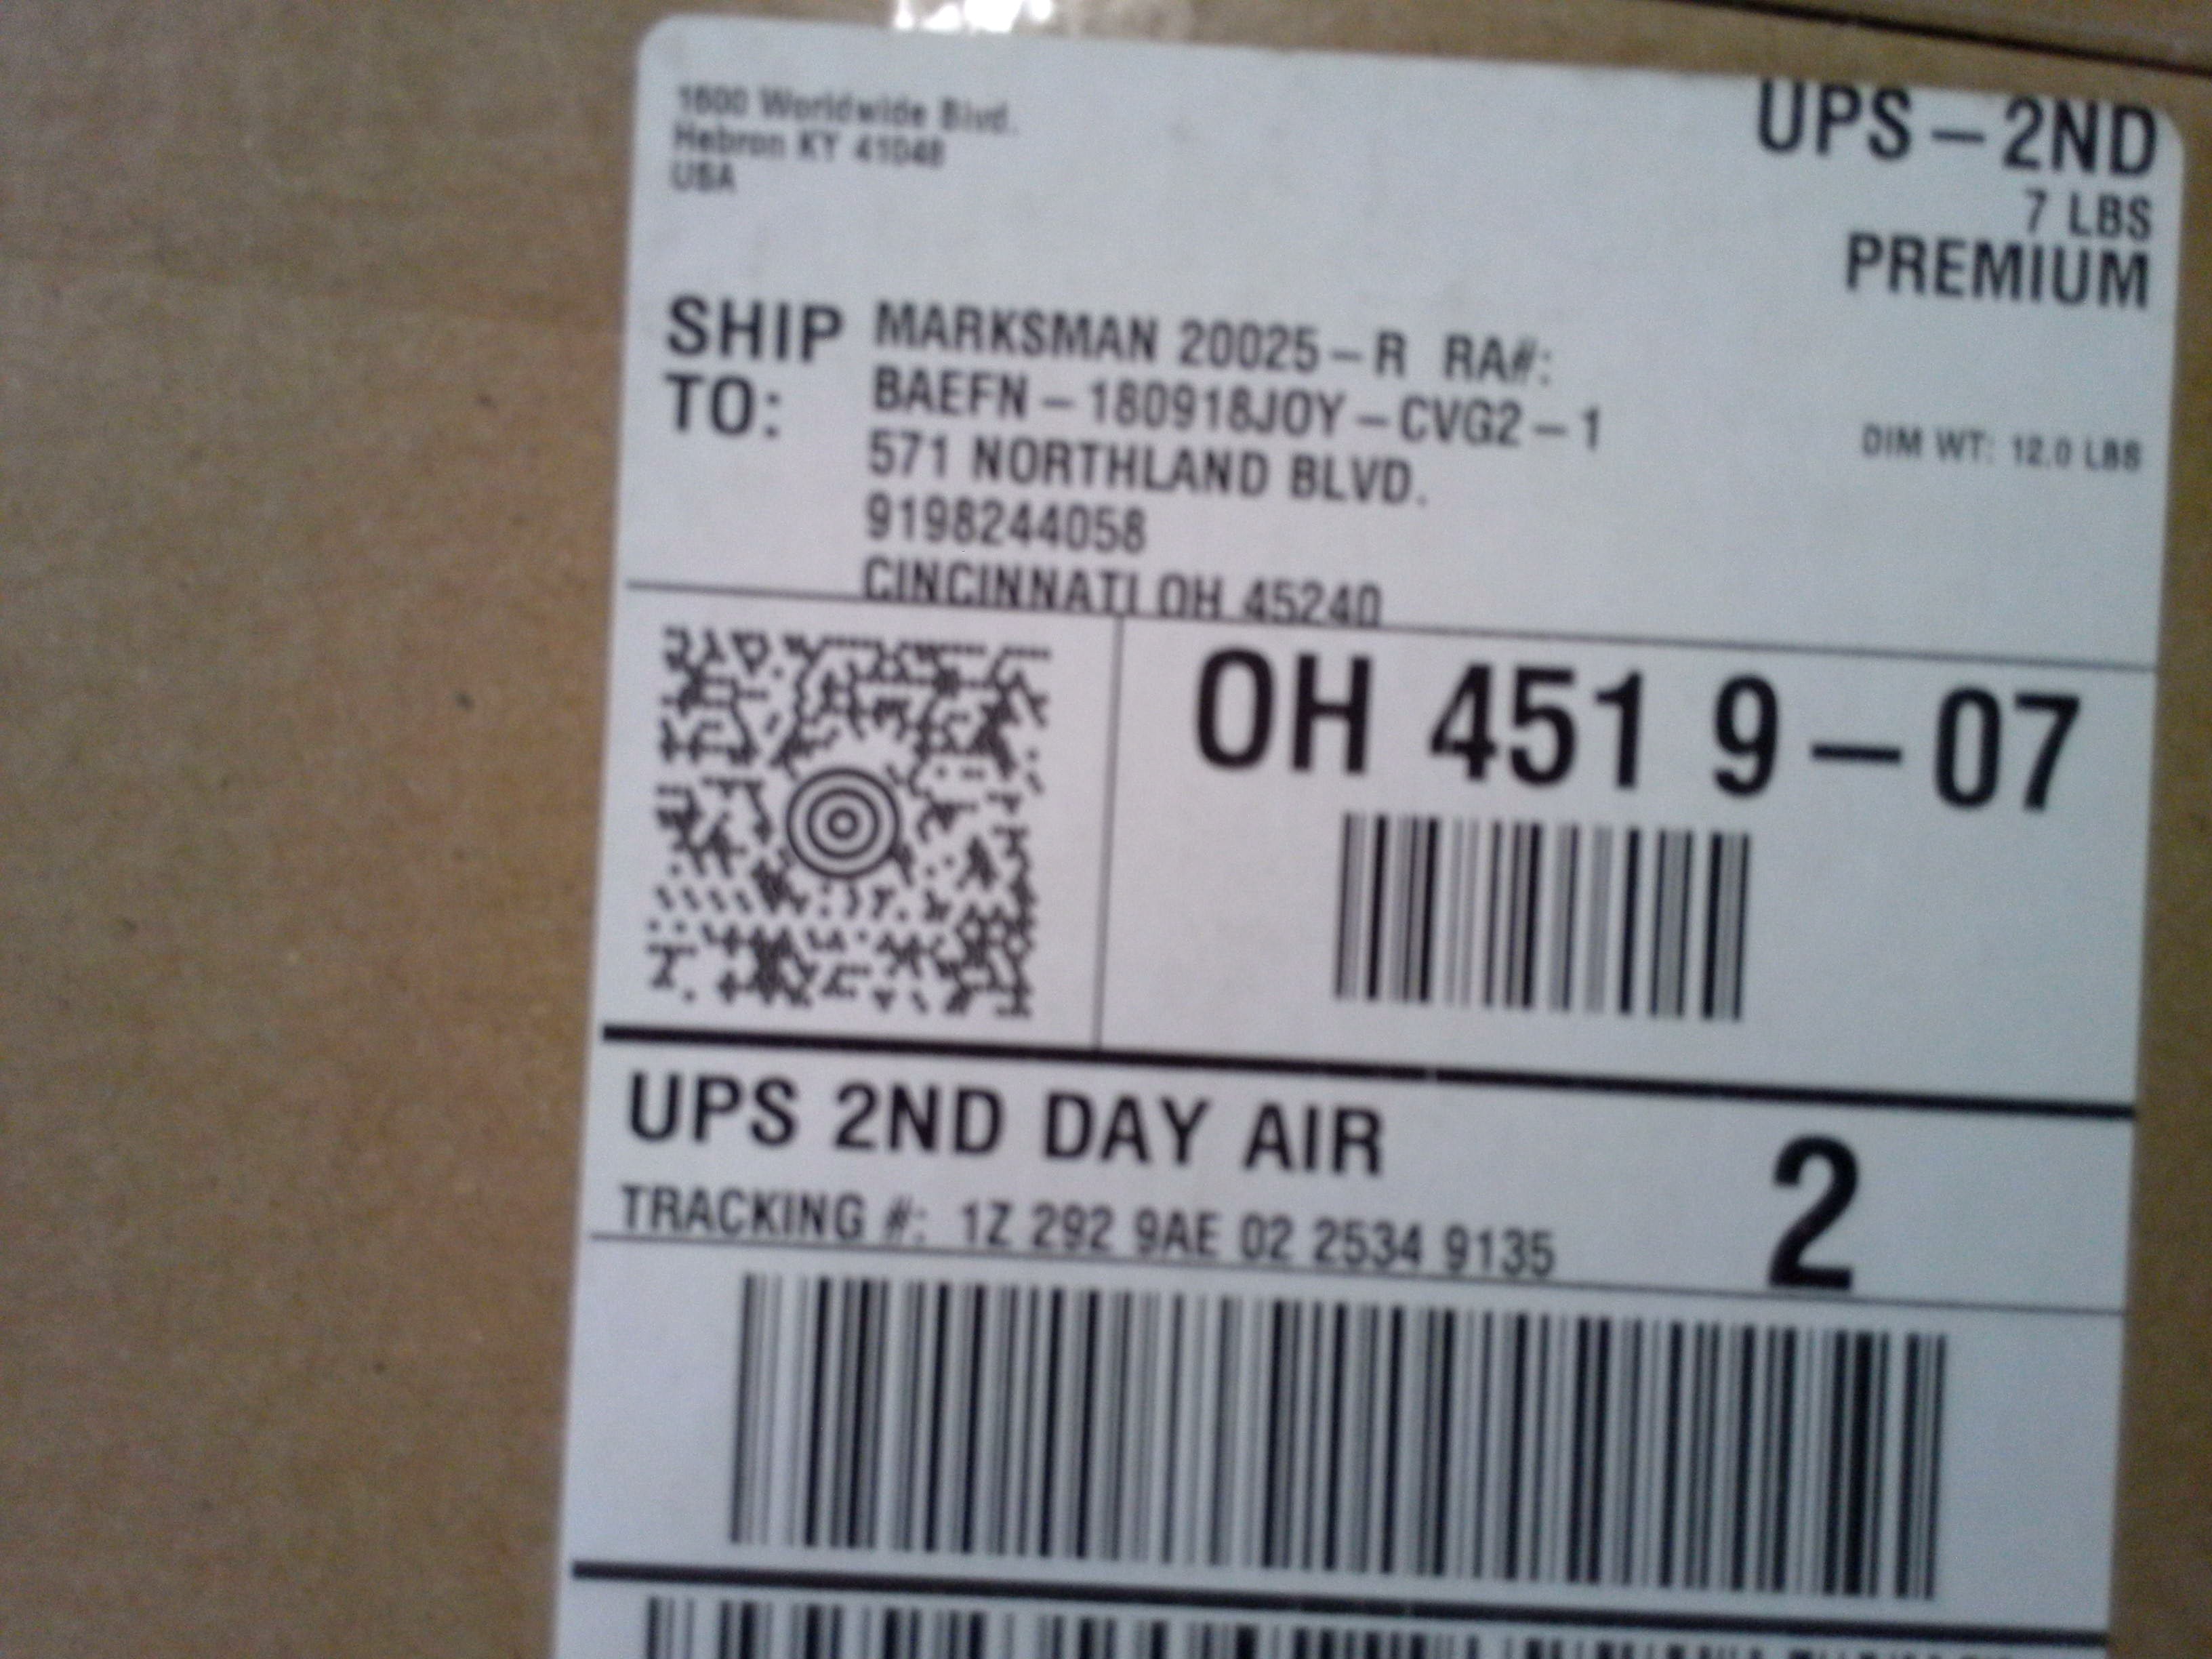 1600 Worldwide Blvd.
Hebron KY 41048
USA
UPS - 2ND
7 LBS
PREMIUM
SHIP TO:
MARKSMAN 20025-R RA#:
BAEFN-180918JOY-CVG2-1
571 NORTHLAND BLVD.
9198244058
CINCINNATI OH 45240
DIM WT: 12.0 LBS
OH 451 9-07
UPS 2ND DAY AIR
2
TRACKING #: 1Z 292 9AE 02 2534 9135